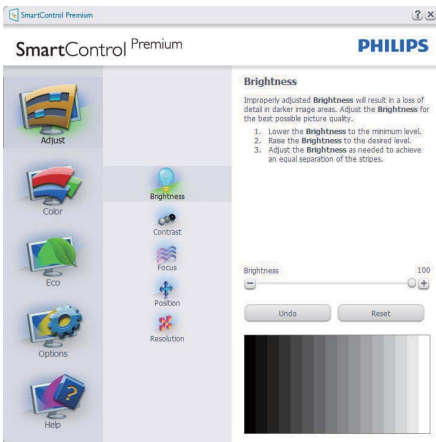 SmartControl Premium
? X
SmartControl Premium
PHILIPS
Adjust
Color
Eco
Options
Help
Brightness
Contrast
Focus
Position
Resolution
Brightness
Improperly adjusted Brightness will result in a loss of
detail in darker image areas. Adjust the Brightness for
the best possible picture quality.
1. Lower the Brightness to the minimum level.
2. Rase the Brightness to the desired level.
3. Adjust the Brightness as needed to achieve
an equal separation of the stripes.
Brightness 100
Undo Reset